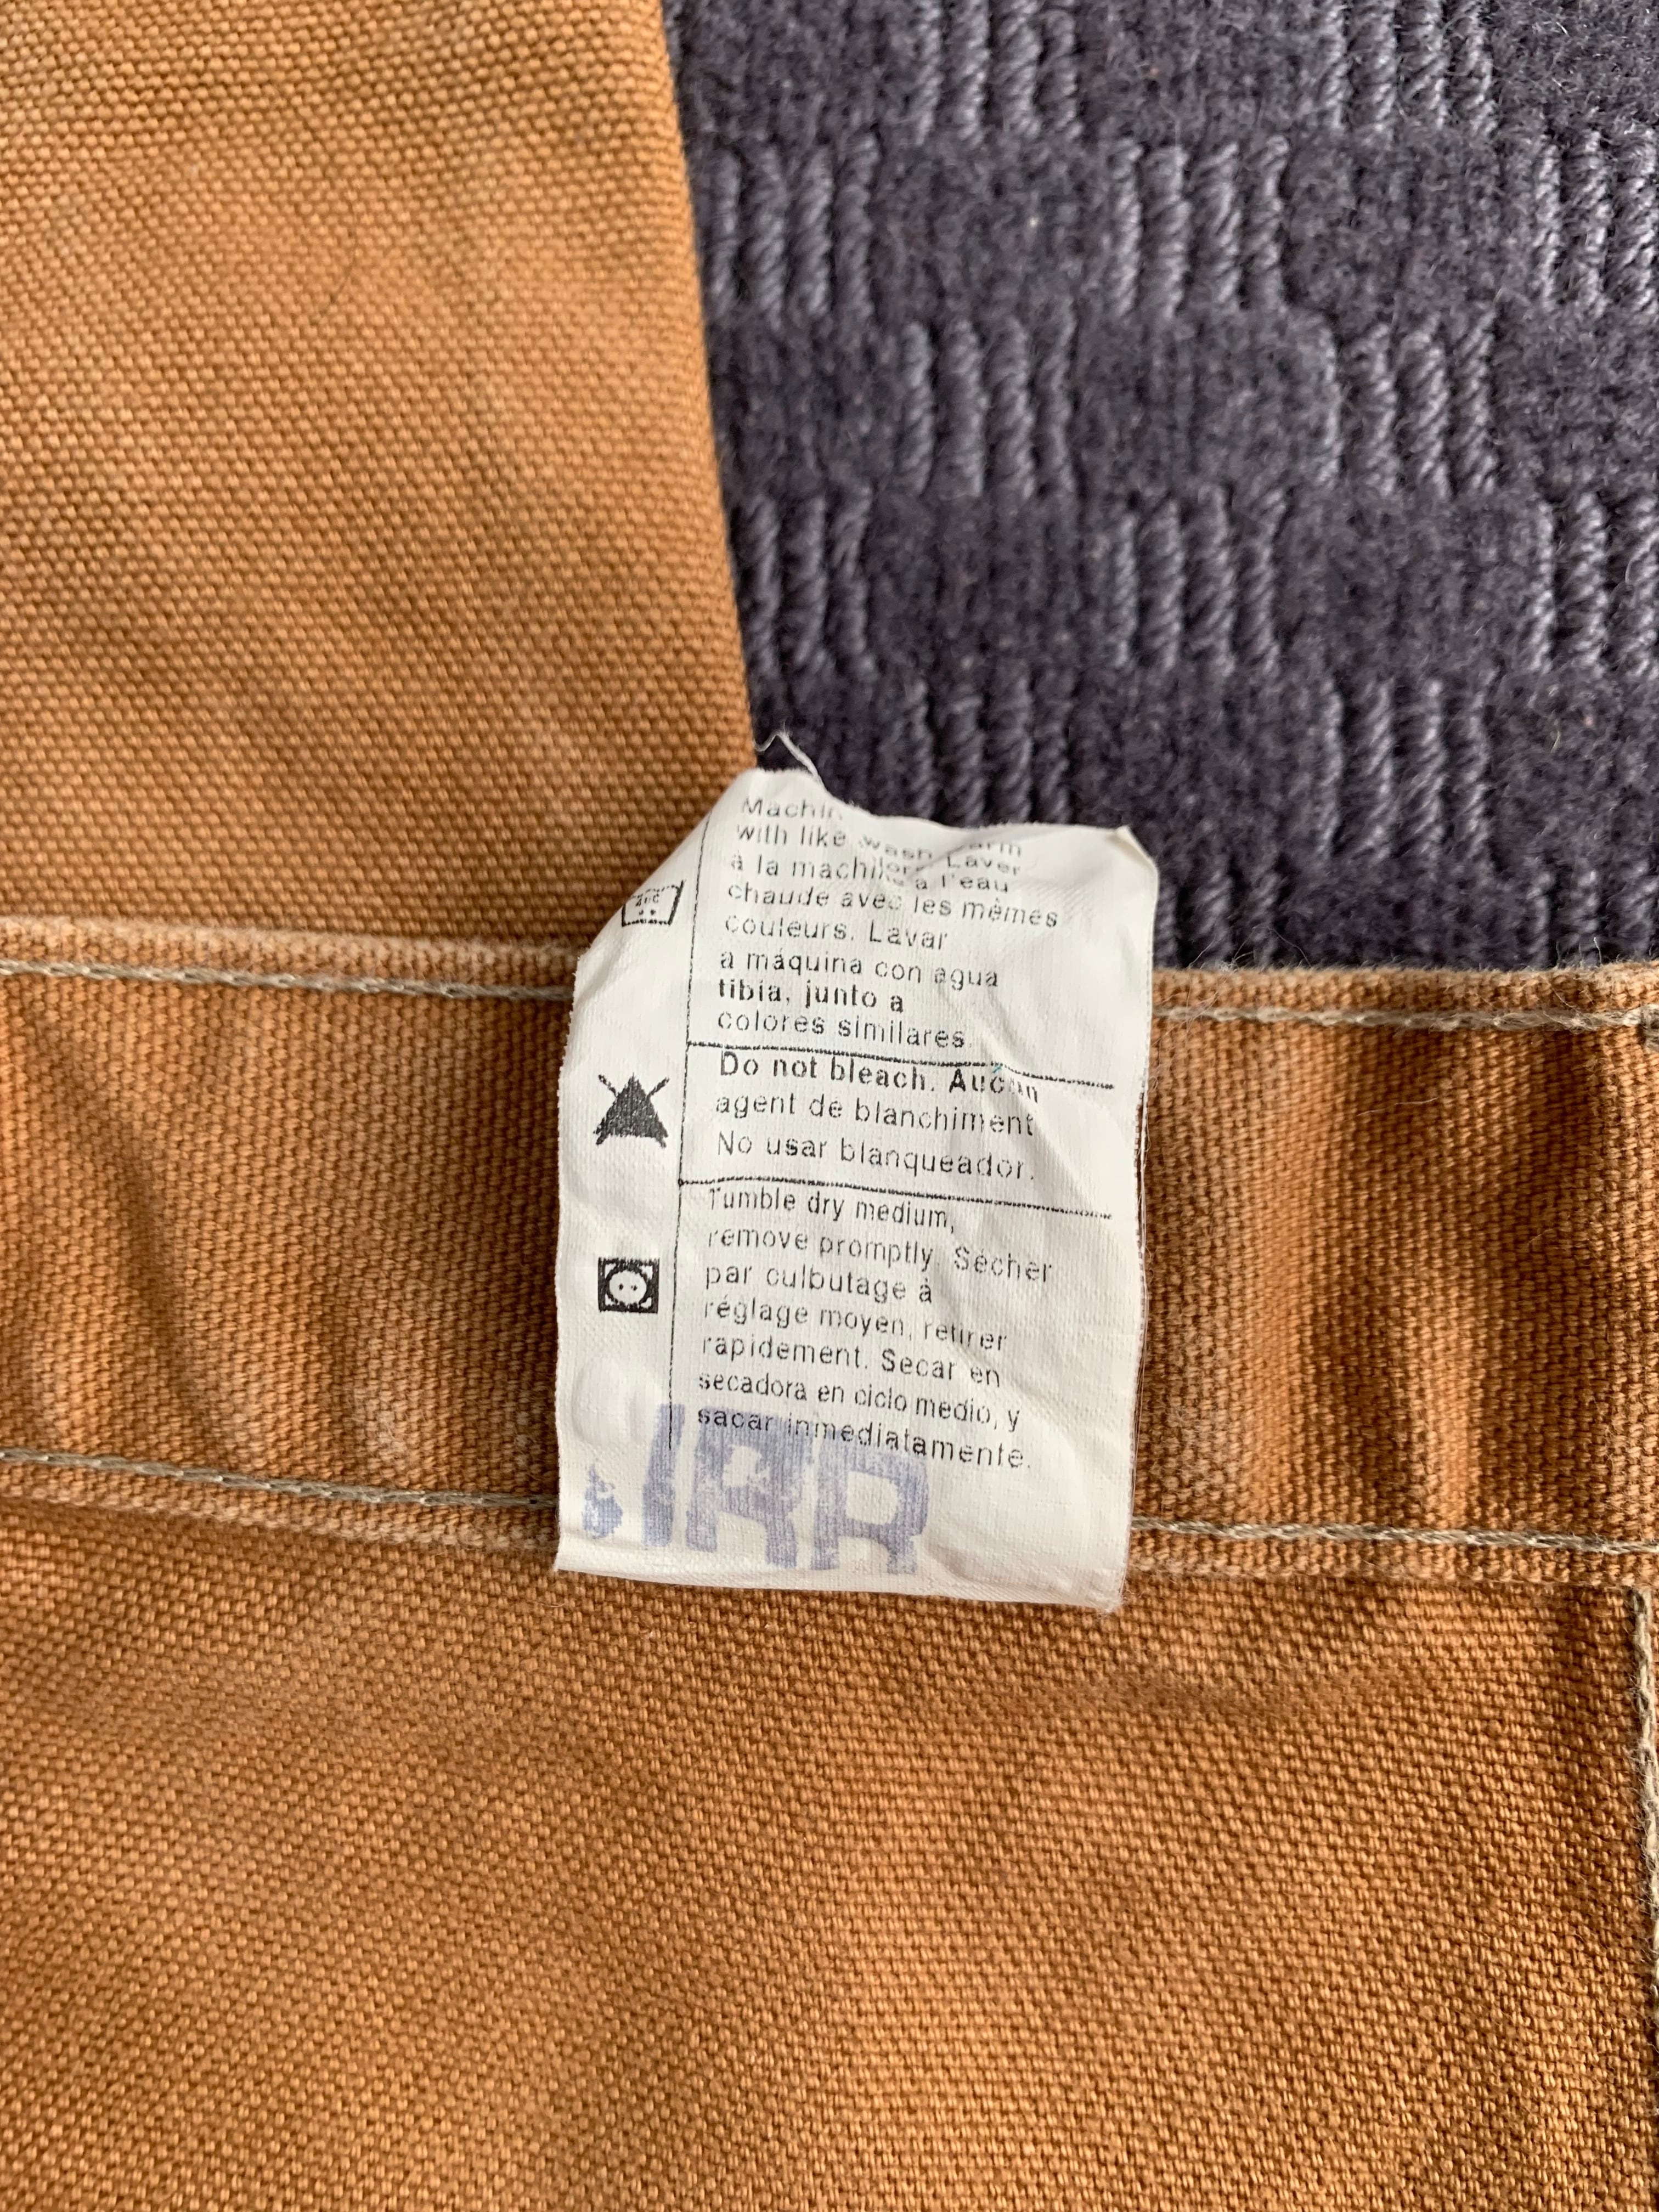 with like
à la machine à l'eau
chaude avec les mèmes
couleurs. Lavar
a máquina con agua
tibia, junto a
colores similares.
Do not bleach. Aucun
agent de blanchiment
No usar blanqueador.
Tumble dry medium,
remove promptly. Sécher
par culbutage à
réglage moyen, retirer
rapidement. Secar en
secadora en ciclo medio, y
sacar inmediatamente.
RR